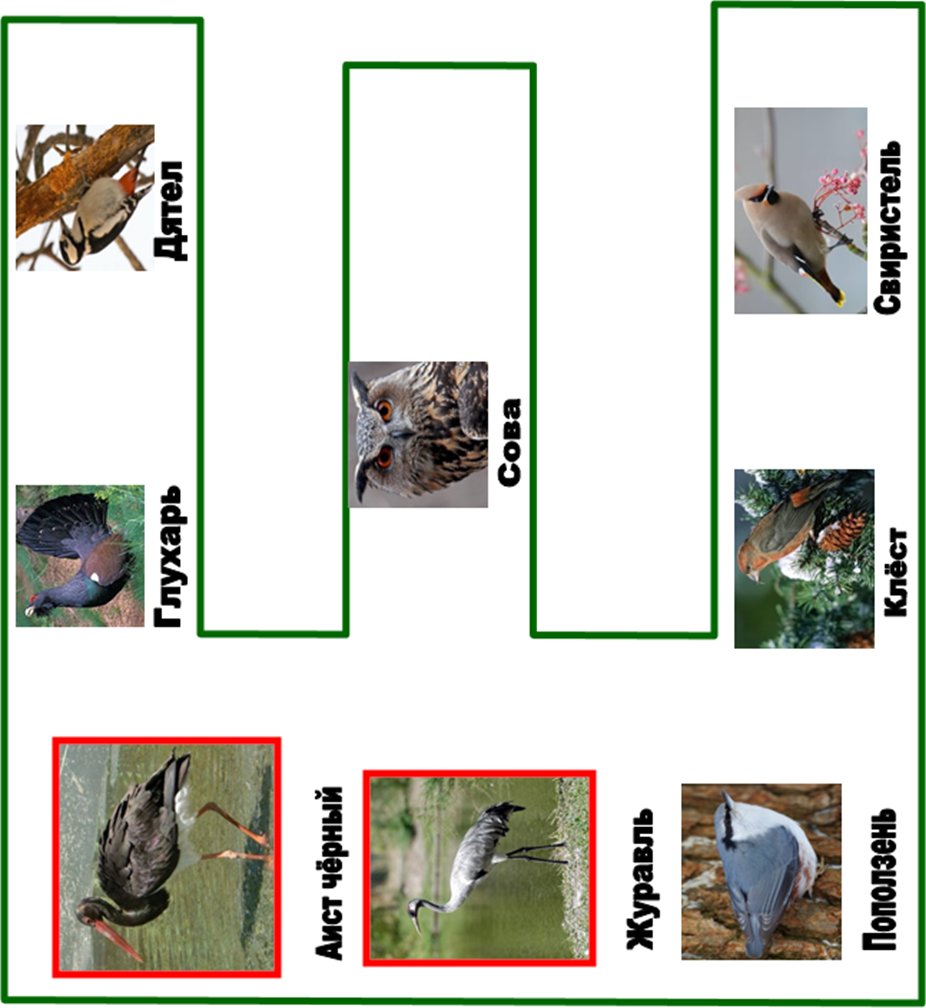 Аист чёрный
Глухарь
Дятел
Журавль
Сова
Поползень
Клёст
Свиристель